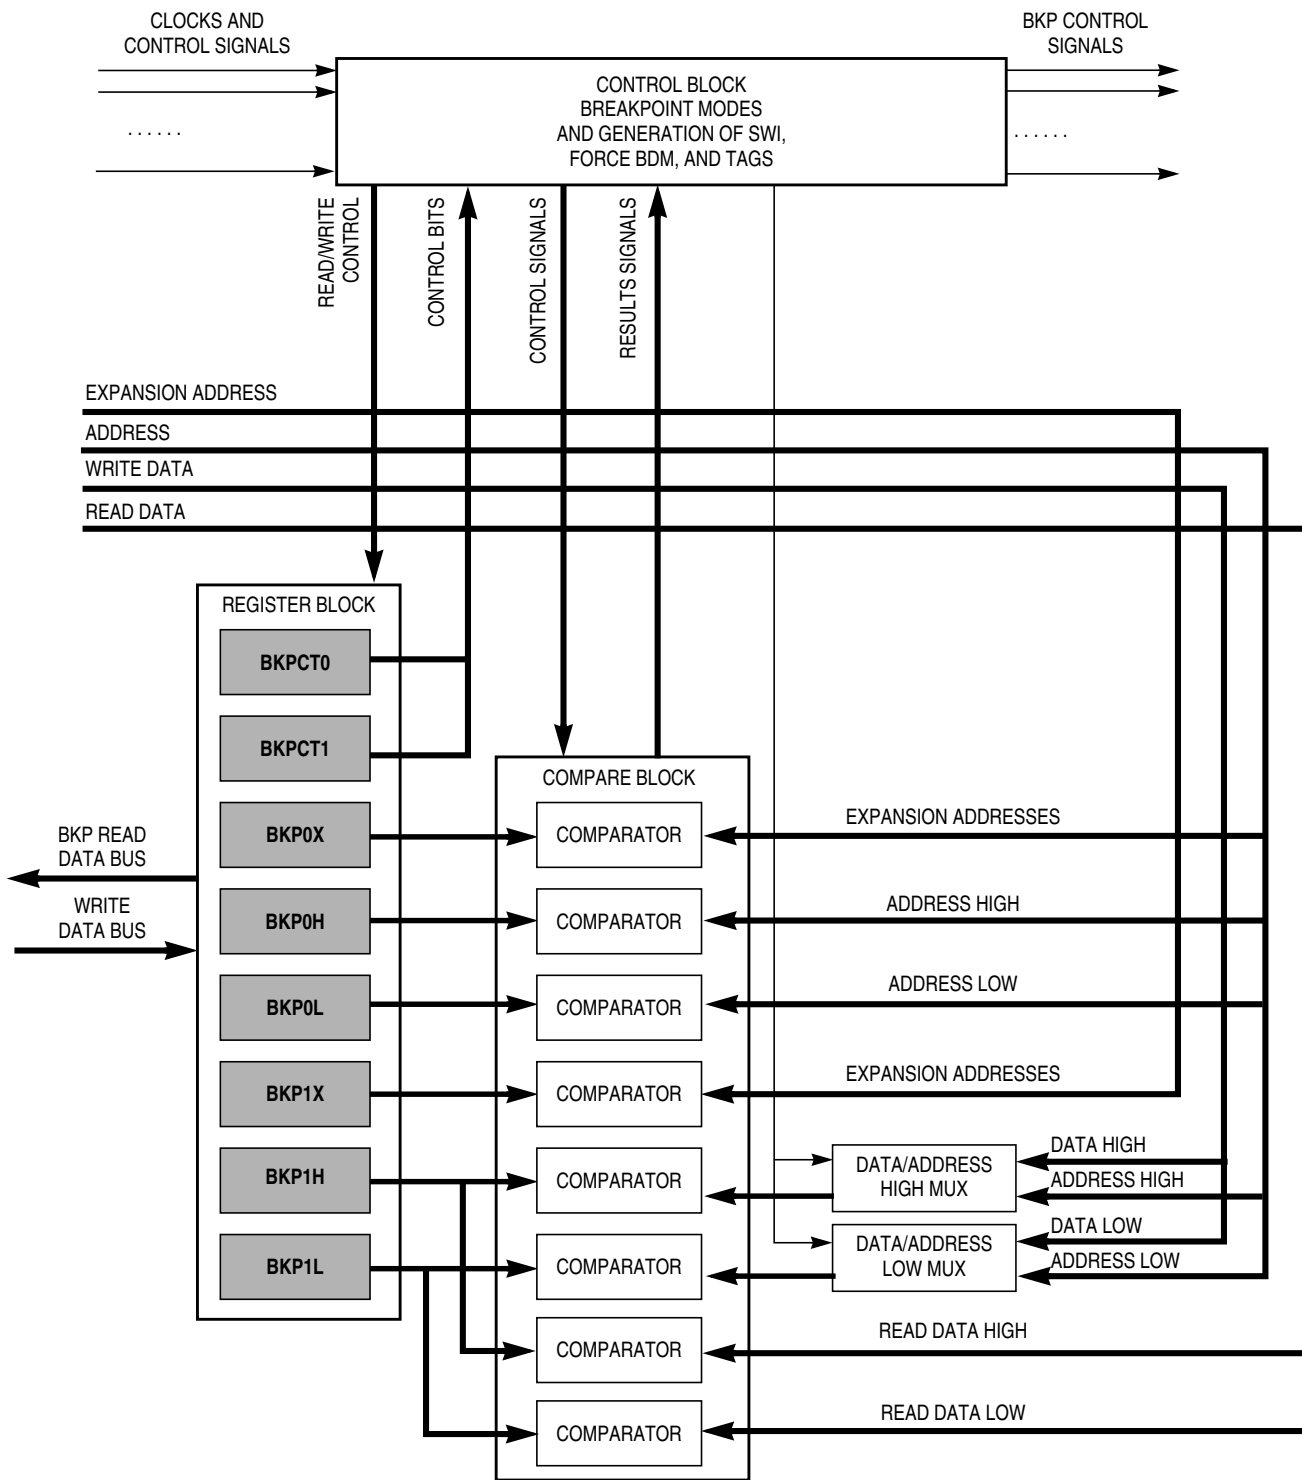 CLOCKS AND
CONTROL SIGNALS
BKP CONTROL
SIGNALS
CONTROL BLOCK
BREAKPOINT MODES
AND GENERATION OF SWI,
FORCE BDM, AND TAGS
. . . . . .
. . . . . .
READ/WRITE
CONTROL
CONTROL BITS
CONTROL SIGNALS
RESULTS SIGNALS
EXPANSION ADDRESS
ADDRESS
WRITE DATA
READ DATA
REGISTER BLOCK
BKPCT0
BKPCT1
COMPARE BLOCK
BKP READ
DATA BUS
WRITE
DATA BUS
BKP0X
COMPARATOR
EXPANSION ADDRESSES
BKP0H
COMPARATOR
ADDRESS HIGH
BKP0L
COMPARATOR
ADDRESS LOW
BKP1X
COMPARATOR
EXPANSION ADDRESSES
BKP1H
COMPARATOR
DATA/ADDRESS
HIGH MUX
DATA HIGH
ADDRESS HIGH
BKP1L
COMPARATOR
DATA/ADDRESS
LOW MUX
DATA LOW
ADDRESS LOW
COMPARATOR
READ DATA HIGH
COMPARATOR
READ DATA LOW